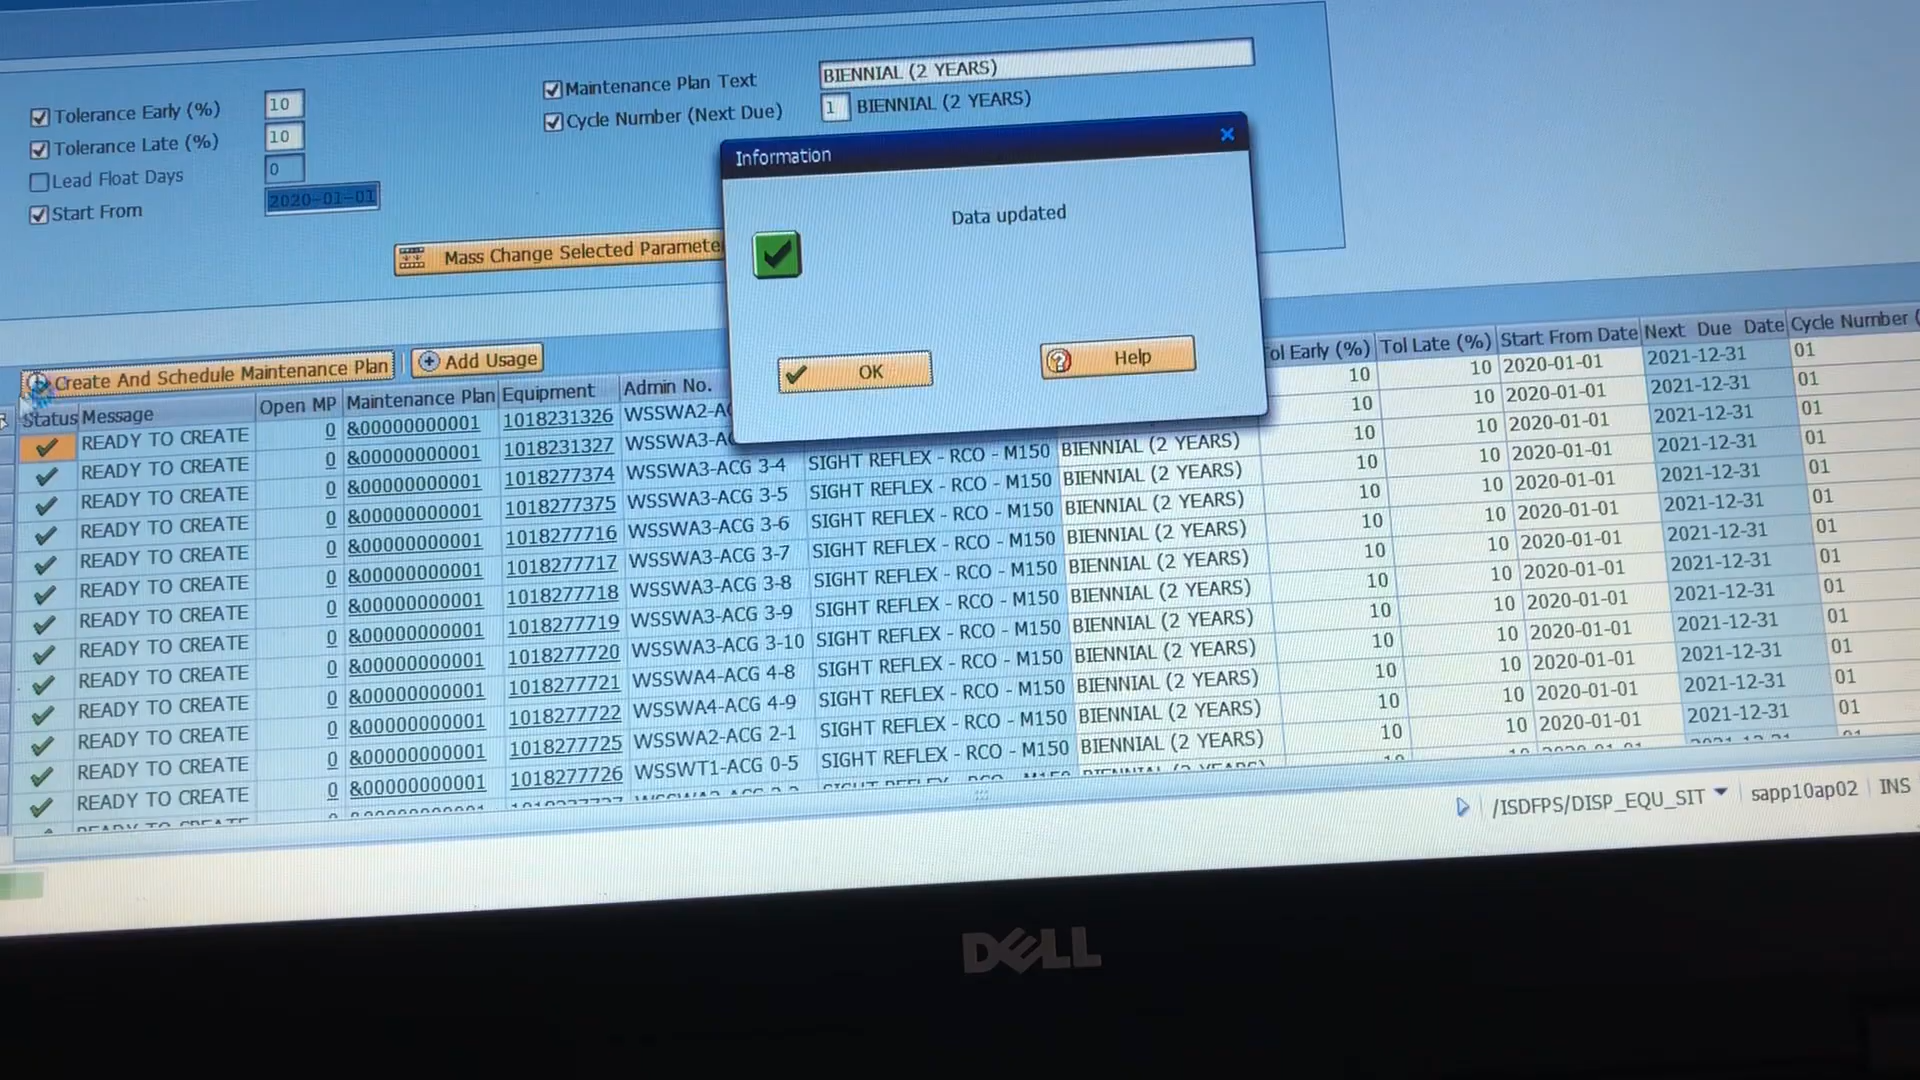 Tolerance Early (%) 10
Maintenance Plan Text BIENNIAL (2 YEARS)
Tolerance Late (%) 10
Cycle Number (Next Due) 1 BIENNIAL (2 YEARS)
Lead Float Days 0
Start From 2020-01-01
Mass Change Selected Paramete
Information
Data updated
OK
Help
Create And Schedule Maintenance Plan
Add Usage
Status Message Open MP Maintenance Plan Equipment Admin No. ol Early (%) Tol Late (%) Start From Date Next Due Date Cycle Number (
READY TO CREATE 0 &00000000001 1018231326 WSSWA2-AC 10 10 2020-01-01 2021-12-31 01
READY TO CREATE 0 &00000000001 1018231327 WSSWA3-AC 10 10 2020-01-01 2021-12-31 01
READY TO CREATE 0 &00000000001 1018277374 WSSWA3-ACG 3-4 SIGHT REFLEX - RCO - M150 BIENNIAL (2 YEARS) 10 10 2020-01-01 2021-12-31 01
READY TO CREATE 0 &00000000001 1018277375 WSSWA3-ACG 3-5 SIGHT REFLEX - RCO - M150 BIENNIAL (2 YEARS) 10 10 2020-01-01 2021-12-31 01
READY TO CREATE 0 &00000000001 1018277716 WSSWA3-ACG 3-6 SIGHT REFLEX - RCO - M150 BIENNIAL (2 YEARS) 10 10 2020-01-01 2021-12-31 01
READY TO CREATE 0 &00000000001 1018277717 WSSWA3-ACG 3-7 SIGHT REFLEX - RCO - M150 BIENNIAL (2 YEARS) 10 10 2020-01-01 2021-12-31 01
READY TO CREATE 0 &00000000001 1018277718 WSSWA3-ACG 3-8 SIGHT REFLEX - RCO - M150 BIENNIAL (2 YEARS) 10 10 2020-01-01 2021-12-31 01
READY TO CREATE 0 &00000000001 1018277719 WSSWA3-ACG 3-9 SIGHT REFLEX - RCO - M150 BIENNIAL (2 YEARS) 10 10 2020-01-01 2021-12-31 01
READY TO CREATE 0 &00000000001 1018277720 WSSWA3-ACG 3-10 SIGHT REFLEX - RCO - M150 BIENNIAL (2 YEARS) 10 10 2020-01-01 2021-12-31 01
READY TO CREATE 0 &00000000001 1018277721 WSSWA4-ACG 4-8 SIGHT REFLEX - RCO - M150 BIENNIAL (2 YEARS) 10 10 2020-01-01 2021-12-31 01
READY TO CREATE 0 &00000000001 1018277722 WSSWA4-ACG 4-9 SIGHT REFLEX - RCO - M150 BIENNIAL (2 YEARS) 10 10 2020-01-01 2021-12-31 01
READY TO CREATE 0 &00000000001 1018277725 WSSWA2-ACG 2-1 SIGHT REFLEX - RCO - M150 BIENNIAL (2 YEARS) 10 10 2020-01-01 2021-12-31 01
READY TO CREATE 0 &00000000001 1018277726 WSSWT1-ACG 0-5 SIGHT REFLEX - RCO - M150 BIENNIAL (2 YEARS) 10 10 2020-01-01 2021-12-31 01
/ISDFPS/DISP_EQU_SIT sapp10ap02 INS
DELL